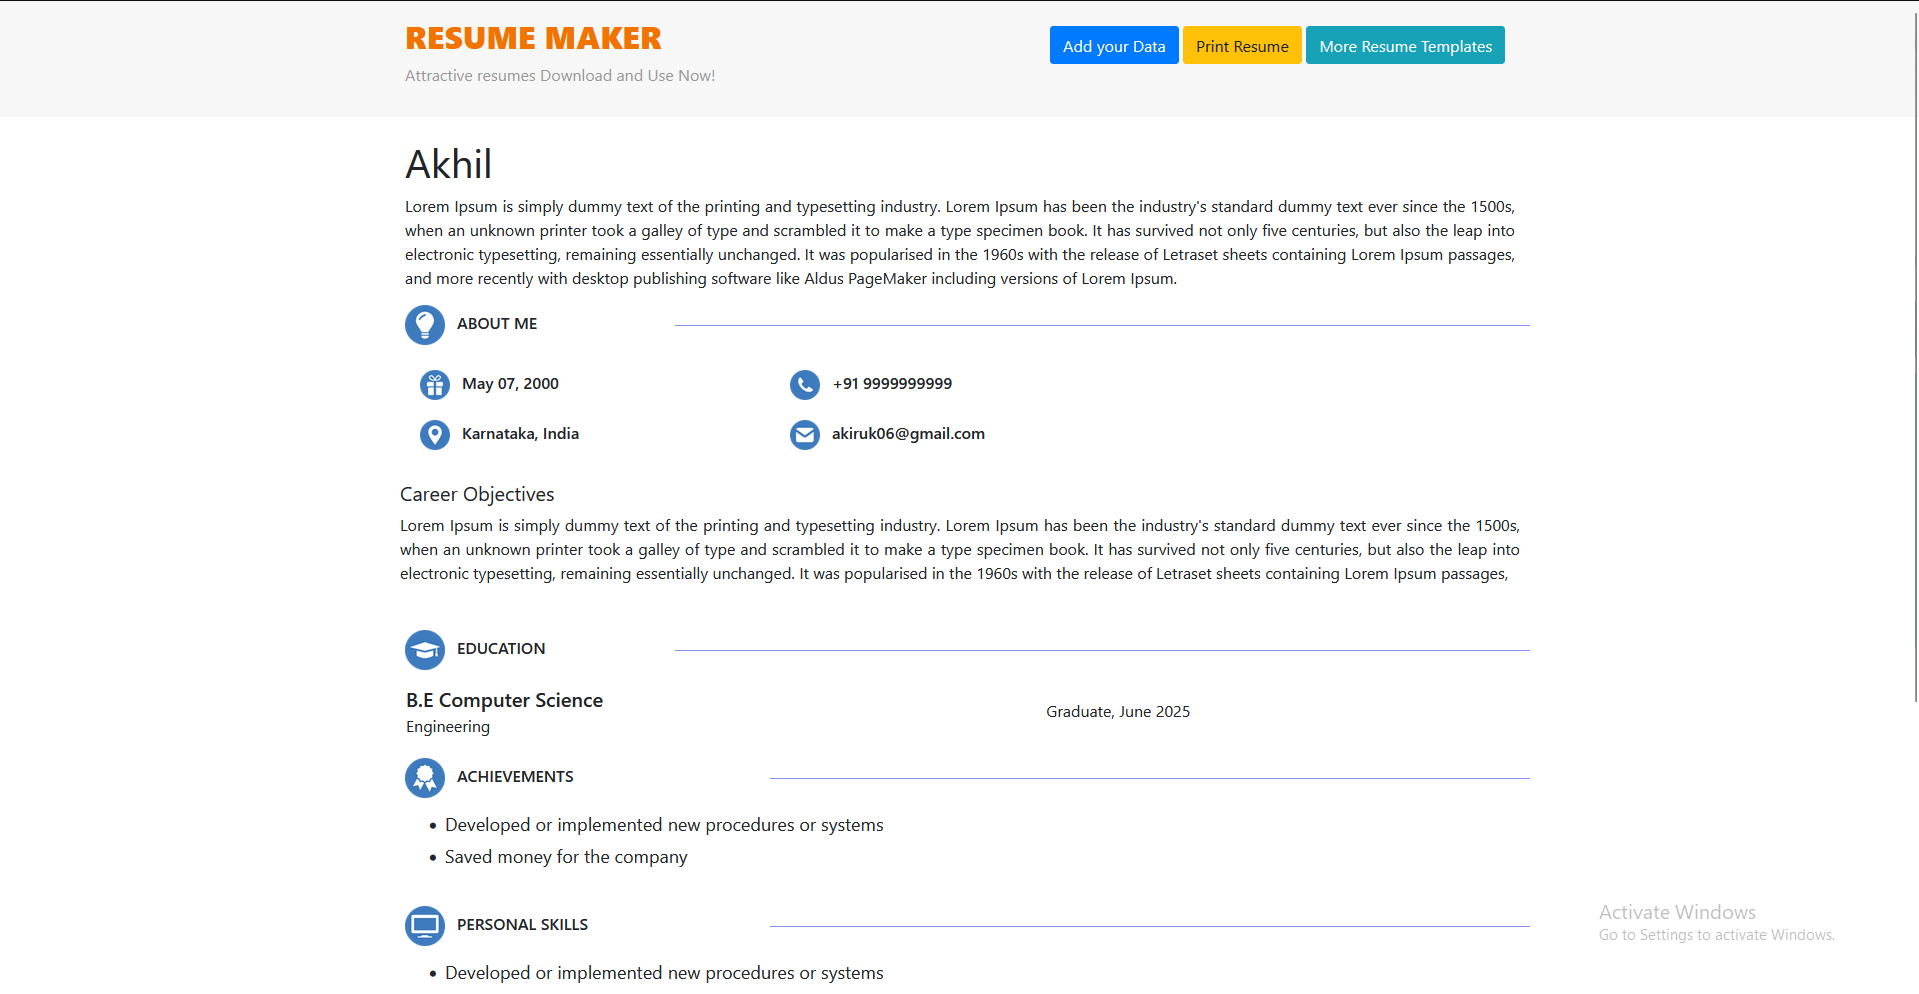 RESUME MAKER
Attractive resumes Download and Use Now!
Add your Data
Print Resume
More Resume Templates
Akhil
Lorem Ipsum is simply dummy text of the printing and typesetting industry. Lorem Ipsum has been the industry's standard dummy text ever since the 1500s,
when an unknown printer took a galley of type and scrambled it to make a type specimen book. It has survived not only five centuries, but also the leap into
electronic typesetting, remaining essentially unchanged. It was popularised in the 1960s with the release of Letraset sheets containing Lorem Ipsum passages,
and more recently with desktop publishing software like Aldus PageMaker including versions of Lorem Ipsum.
ABOUT ME
May 07, 2000
+91 9999999999
Karnataka, India
akiruk06@gmail.com
Career Objectives
Lorem Ipsum is simply dummy text of the printing and typesetting industry. Lorem Ipsum has been the industry's standard dummy text ever since the 1500s,
when an unknown printer took a galley of type and scrambled it to make a type specimen book. It has survived not only five centuries, but also the leap into
electronic typesetting, remaining essentially unchanged. It was popularised in the 1960s with the release of Letraset sheets containing Lorem Ipsum passages,
EDUCATION
B.E Computer Science
Engineering
Graduate, June 2025
ACHIEVEMENTS
• Developed or implemented new procedures or systems
• Saved money for the company
PERSONAL SKILLS
• Developed or implemented new procedures or systems
Activate Windows
Go to Settings to activate Windows.